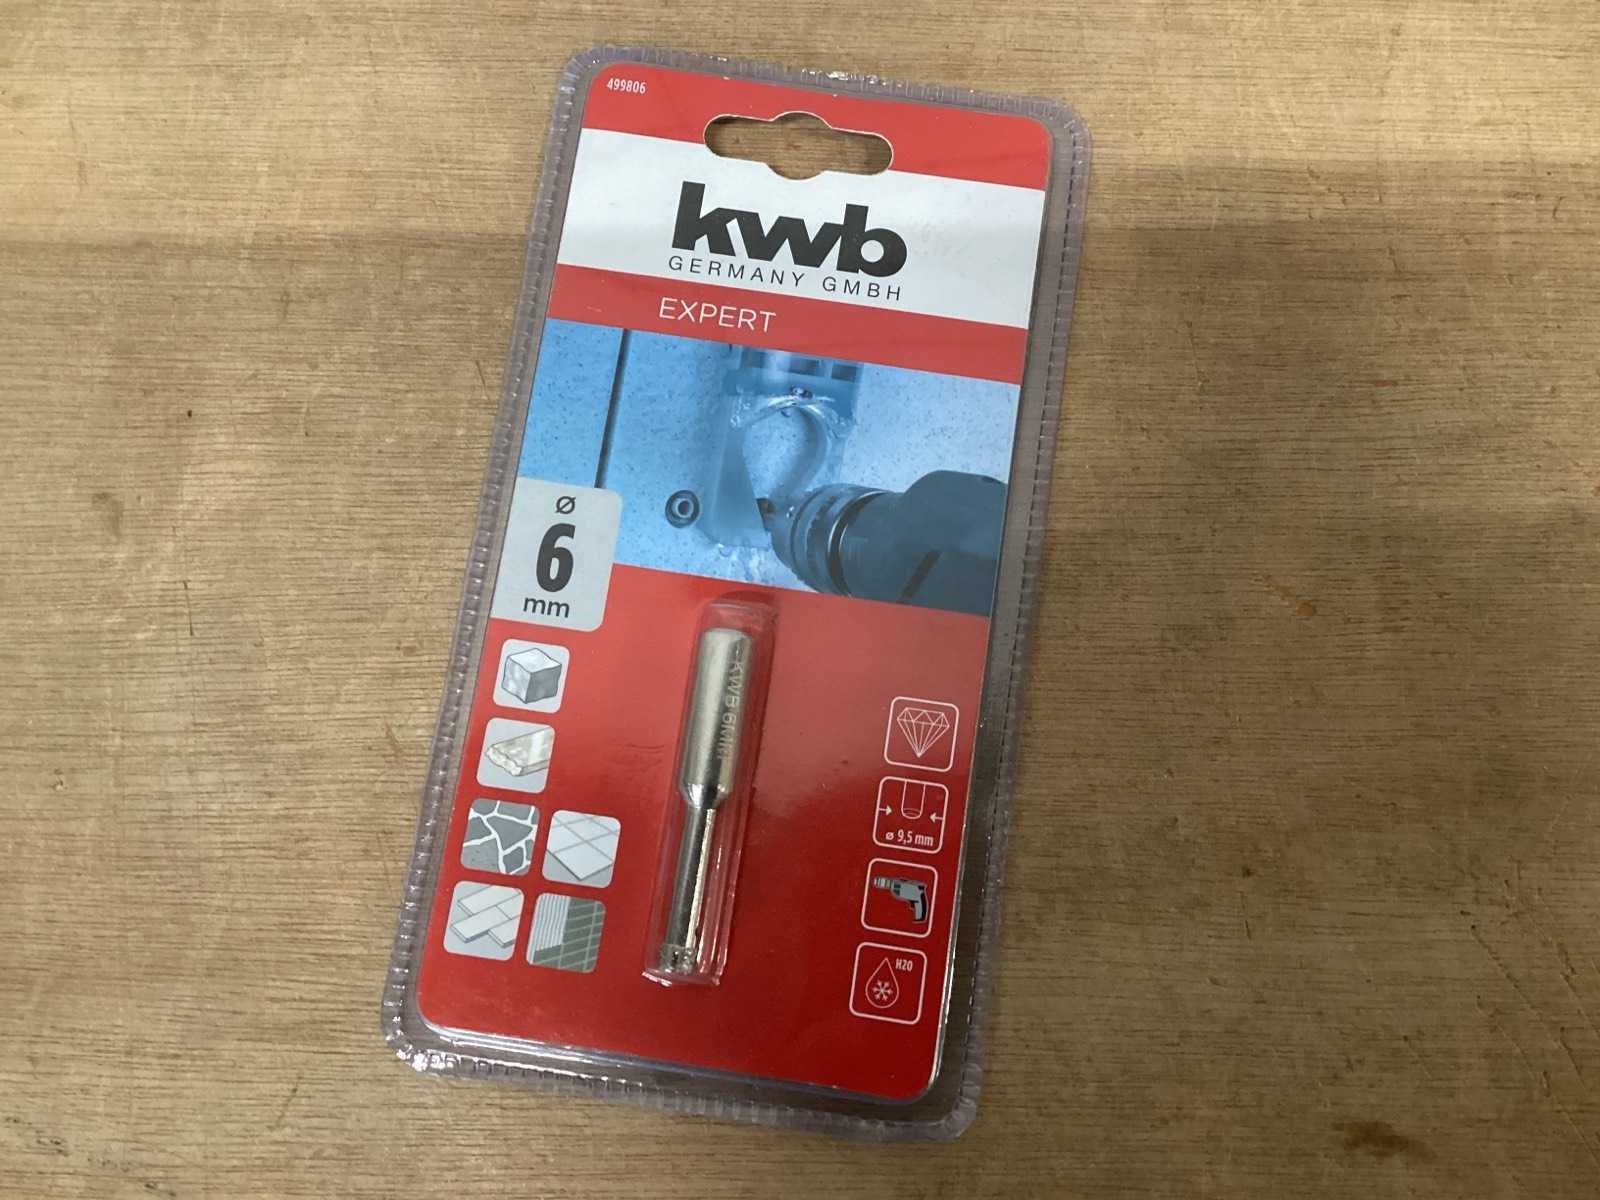 499806
kwb
GERMANY GMBH
EXPERT
Ø
6
mm
KWB 6MM
ø 9,5 mm
H2O